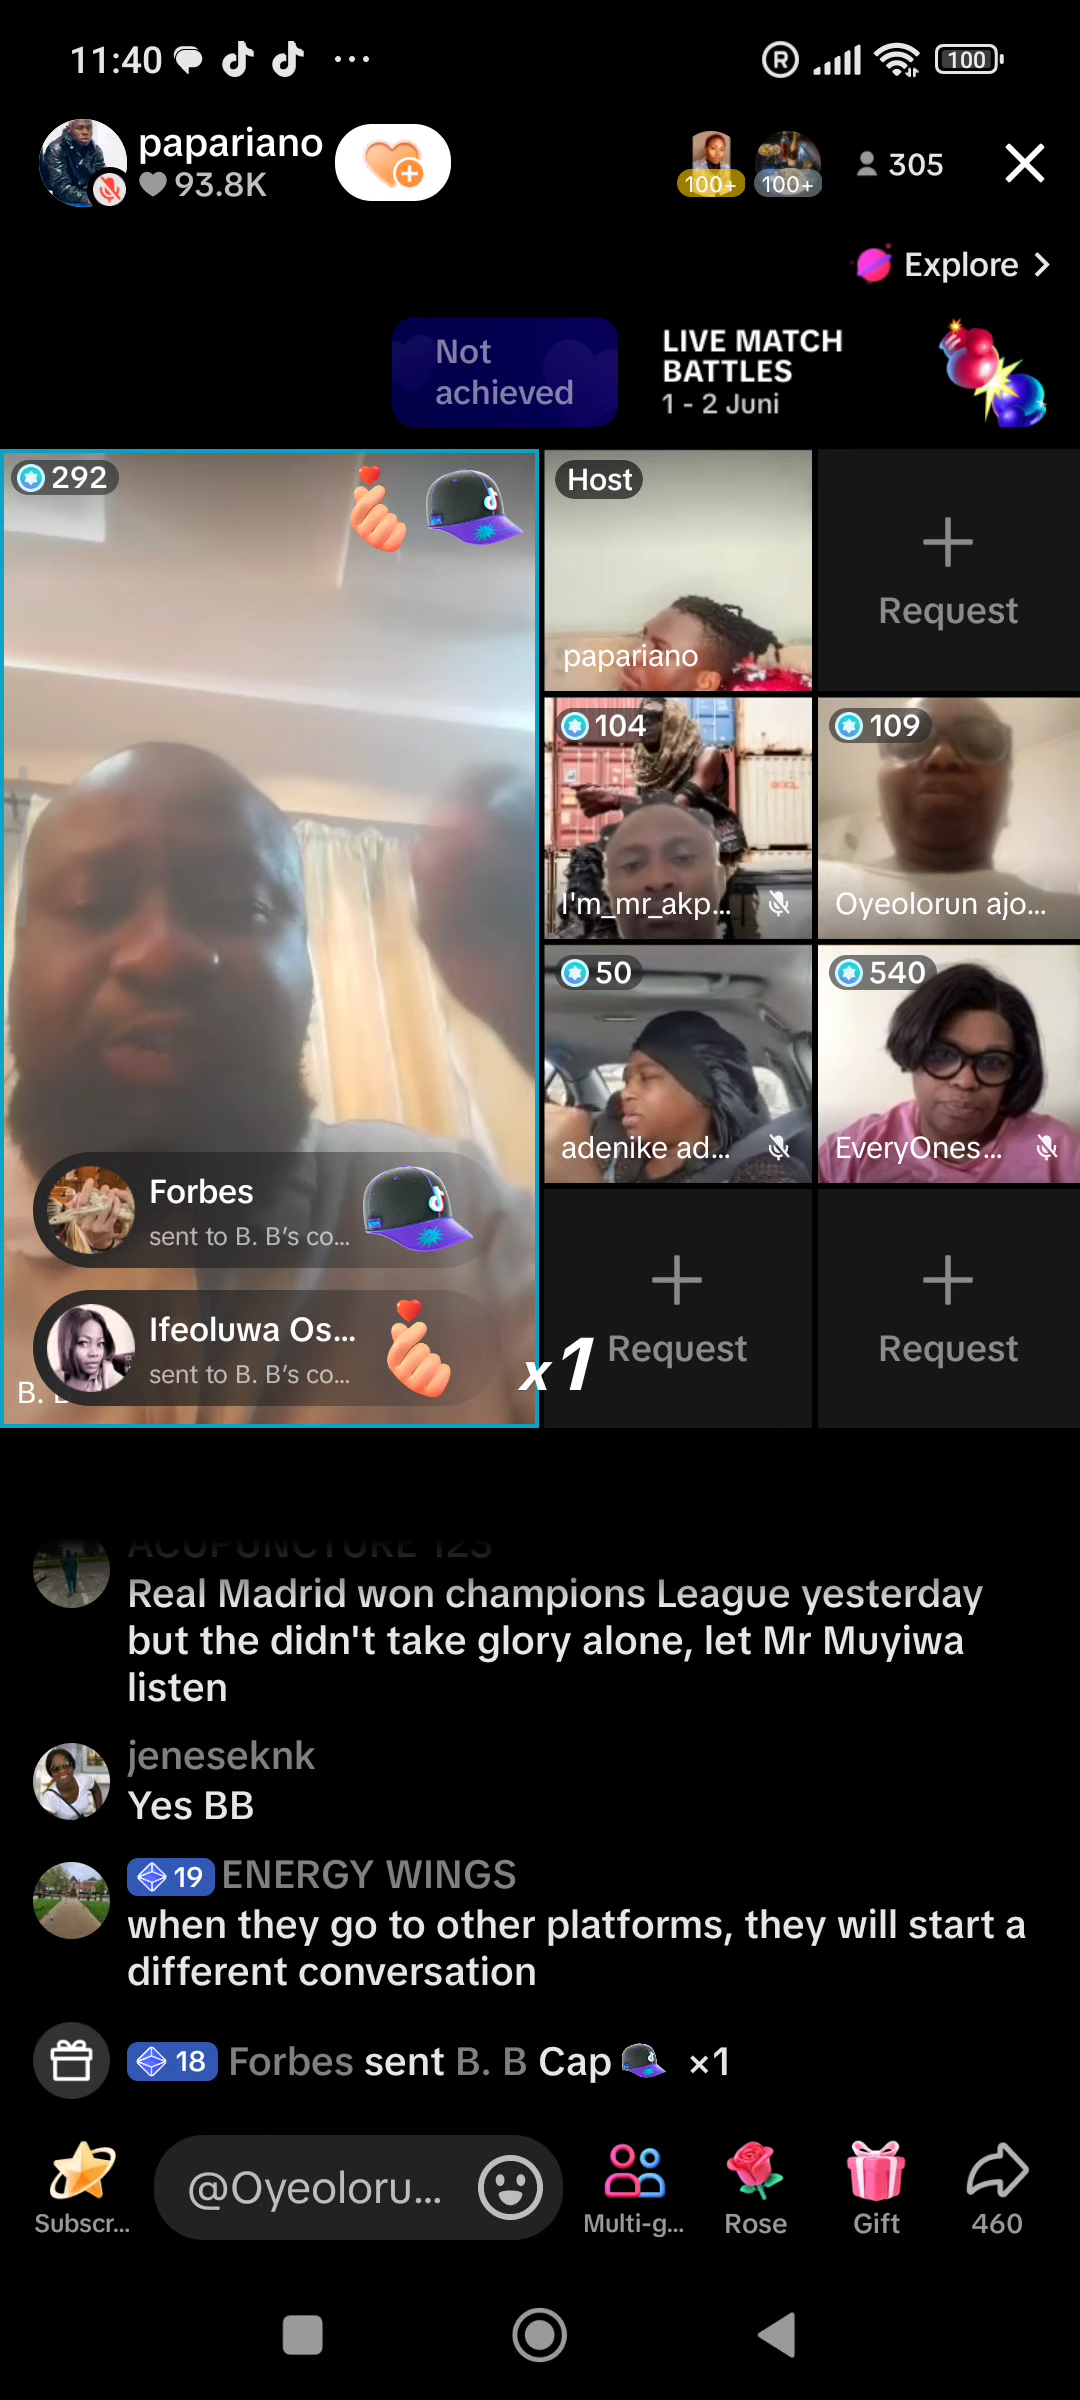 11:40
R
100
papariano
93.8K
100+
100+
305
Explore
Not
achieved
LIVE MATCH
BATTLES
1 - 2 Juni
292
Host
papariano
Request
104
I'm_mr_akp...
109
Oyeolorun ajo...
50
adenike ad...
540
EveryOnes...
Forbes
sent to B. B’s co...
Ifeoluwa Os...
sent to B. B’s co...
x1
B.
Request
Request
ACUPUNCTURE 123
Real Madrid won champions League yesterday
but the didn't take glory alone, let Mr Muyiwa
listen
jeneseknk
Yes BB
19 ENERGY WINGS
when they go to other platforms, they will start a
different conversation
18 Forbes sent B. B Cap ×1
@Oyeoloru...
Subscr...
Multi-g...
Rose
Gift
460